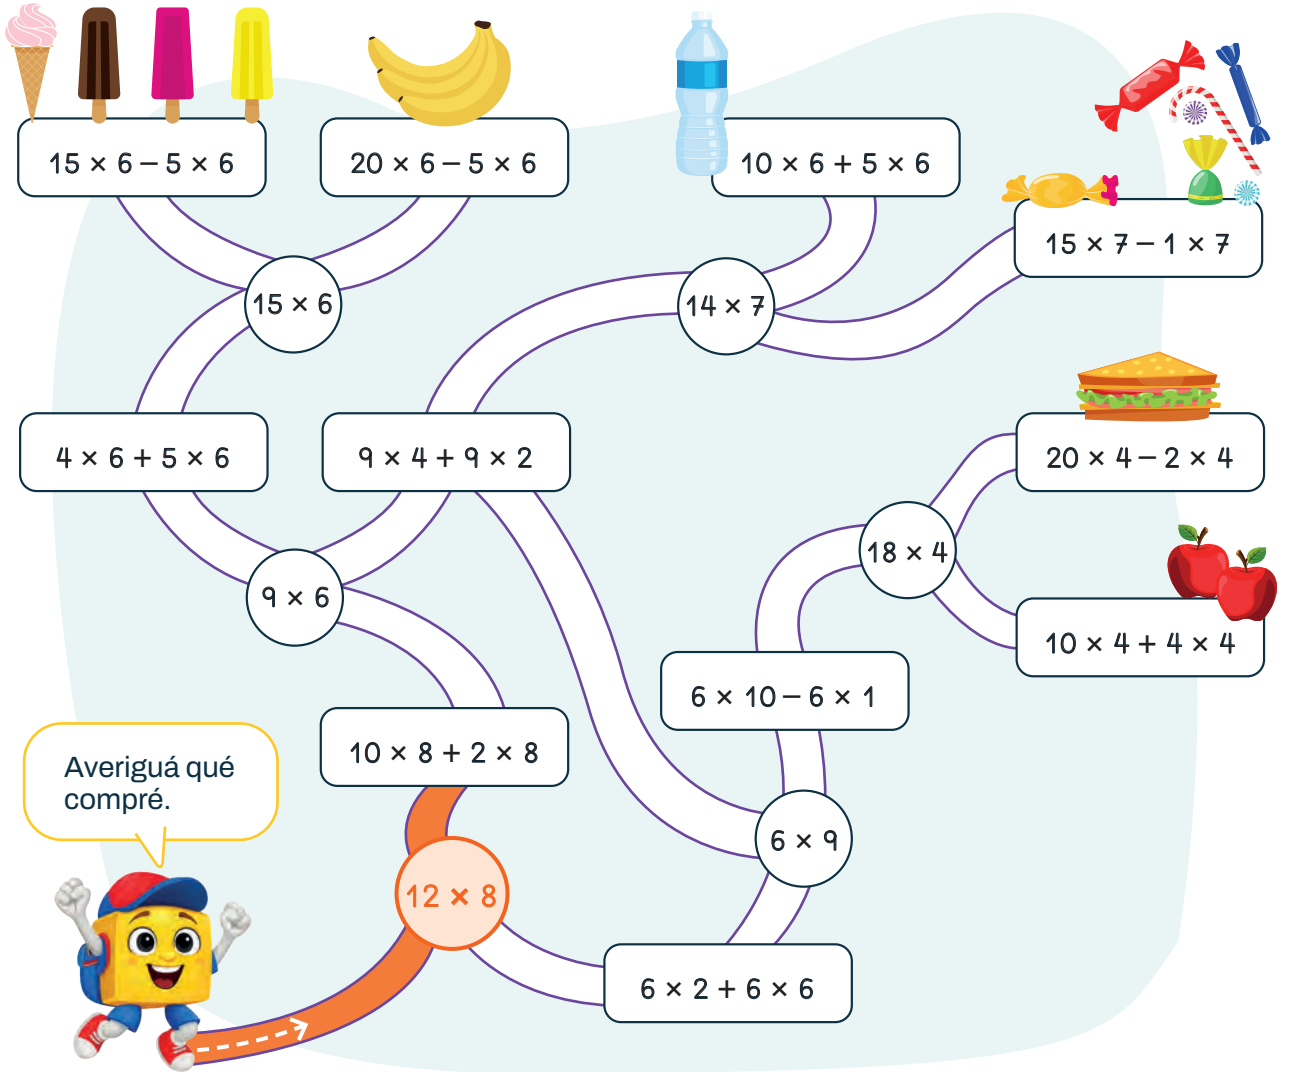 15 × 6 – 5 × 6
20 × 6 – 5 × 6
10 × 6 + 5 × 6
15 × 7 – 1 × 7
15 × 6
14 × 7
4 × 6 + 5 × 6
9 × 4 + 9 × 2
20 × 4 – 2 × 4
18 × 4
9 × 6
10 × 4 + 4 × 4
6 × 10 – 6 × 1
10 × 8 + 2 × 8
Averiguá qué
compré.
6 × 9
12 × 8
6 × 2 + 6 × 6